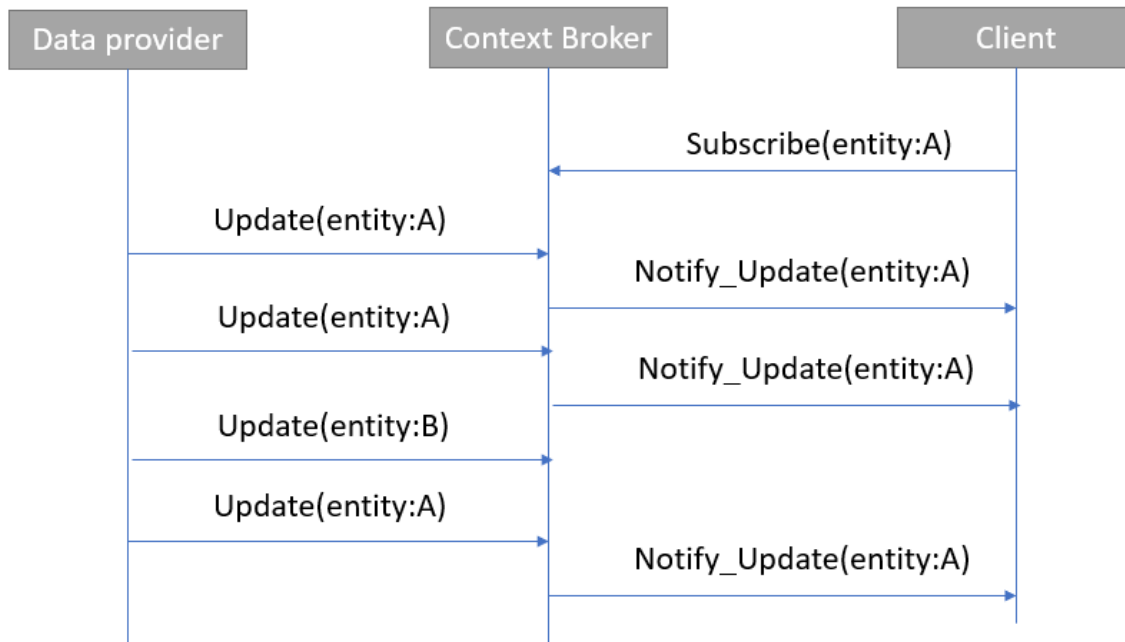 Data provider
Context Broker
Client
Subscribe(entity:A)
Update(entity:A)
Notify_Update(entity:A)
Update(entity:A)
Notify_Update(entity:A)
Update(entity:B)
Update(entity:A)
Notify_Update(entity:A)